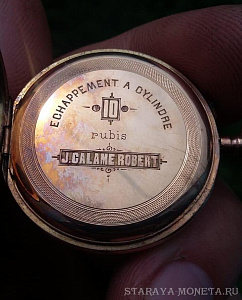 ECHAPPEMENT A CYLINDRE
10
rubis
J.CALAME ROBERT
STARAYA-MONETA.RU